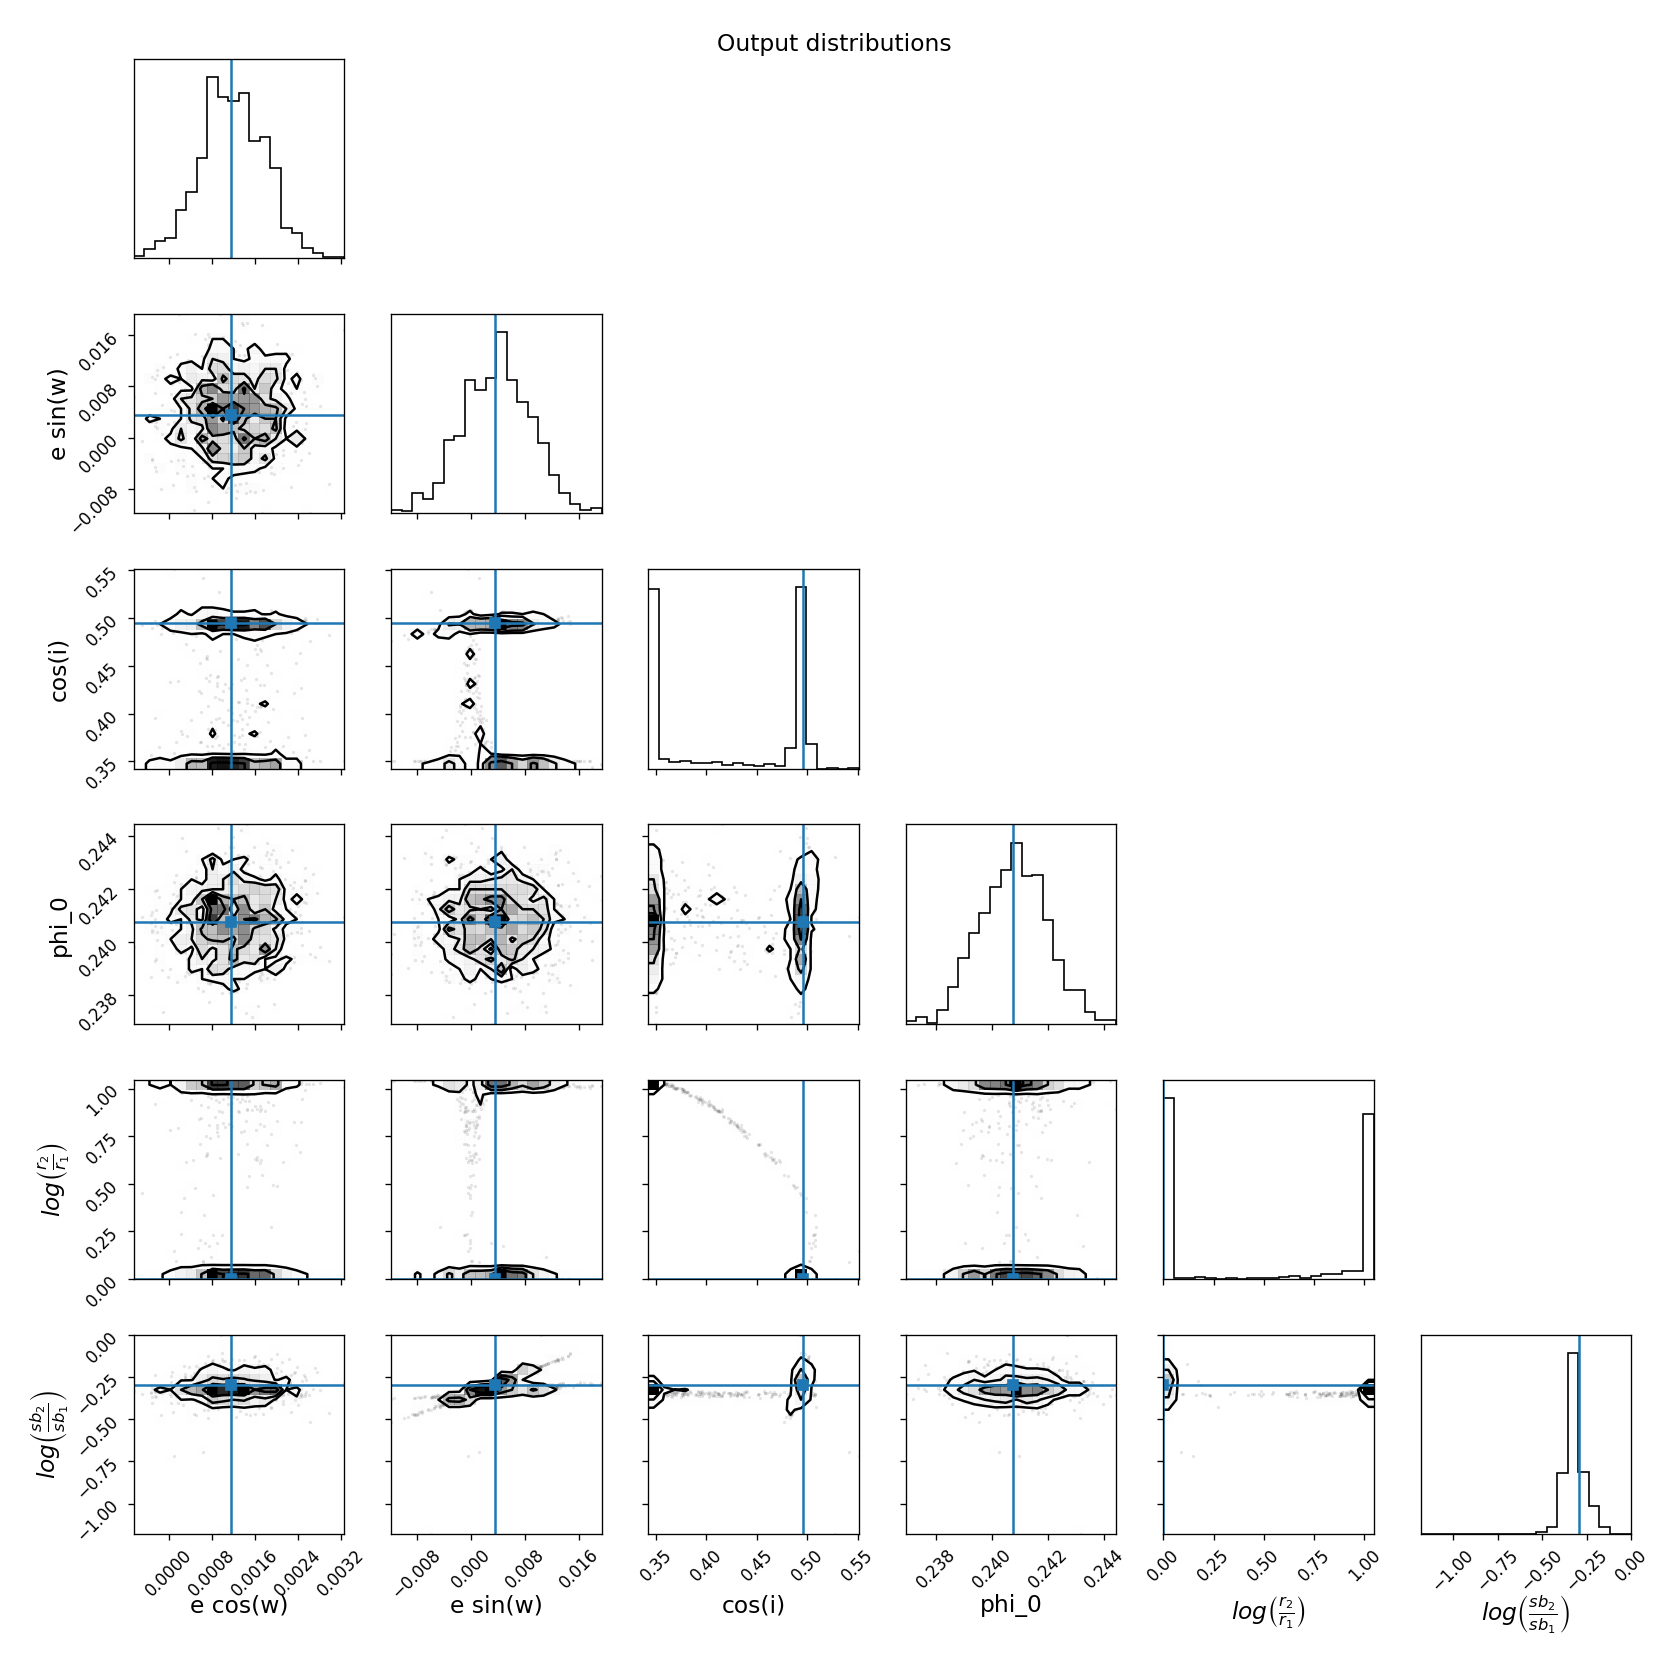 Output distributions
0.016
0.008
0.000
−0.008
e sin(w)
0.55
0.50
0.45
0.40
0.35
cos(i)
0.244
0.242
0.240
0.238
phi_0
1.00
0.75
0.50
0.25
0.00
log(r2/r1)
0.00
−0.25
−0.50
−0.75
−1.00
log(sb2/sb1)
0.0000 0.0008 0.0016 0.0024 0.0032
−0.008 0.000 0.008 0.016
0.35 0.40 0.45 0.50 0.55
0.238 0.240 0.242 0.244
0.00 0.25 0.50 0.75 1.00
−1.00 −0.75 −0.50 −0.25 0.00
e cos(w) e sin(w) cos(i) phi_0 log(r2/r1) log(sb2/sb1)